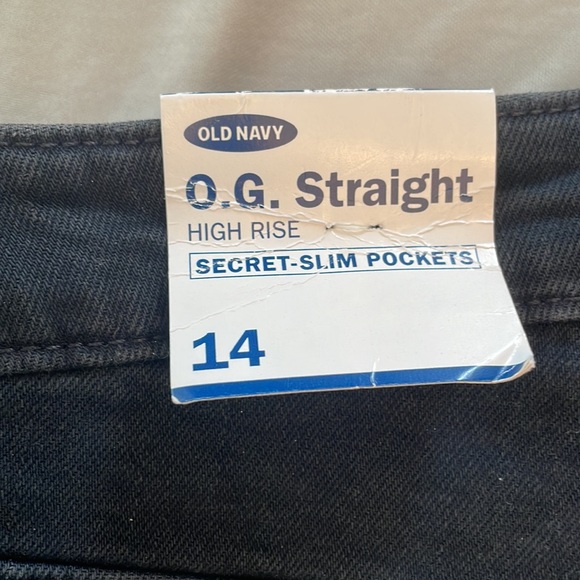 OLD NAVY
O.G. Straight
HIGH RISE
SECRET-SLIM POCKETS
14